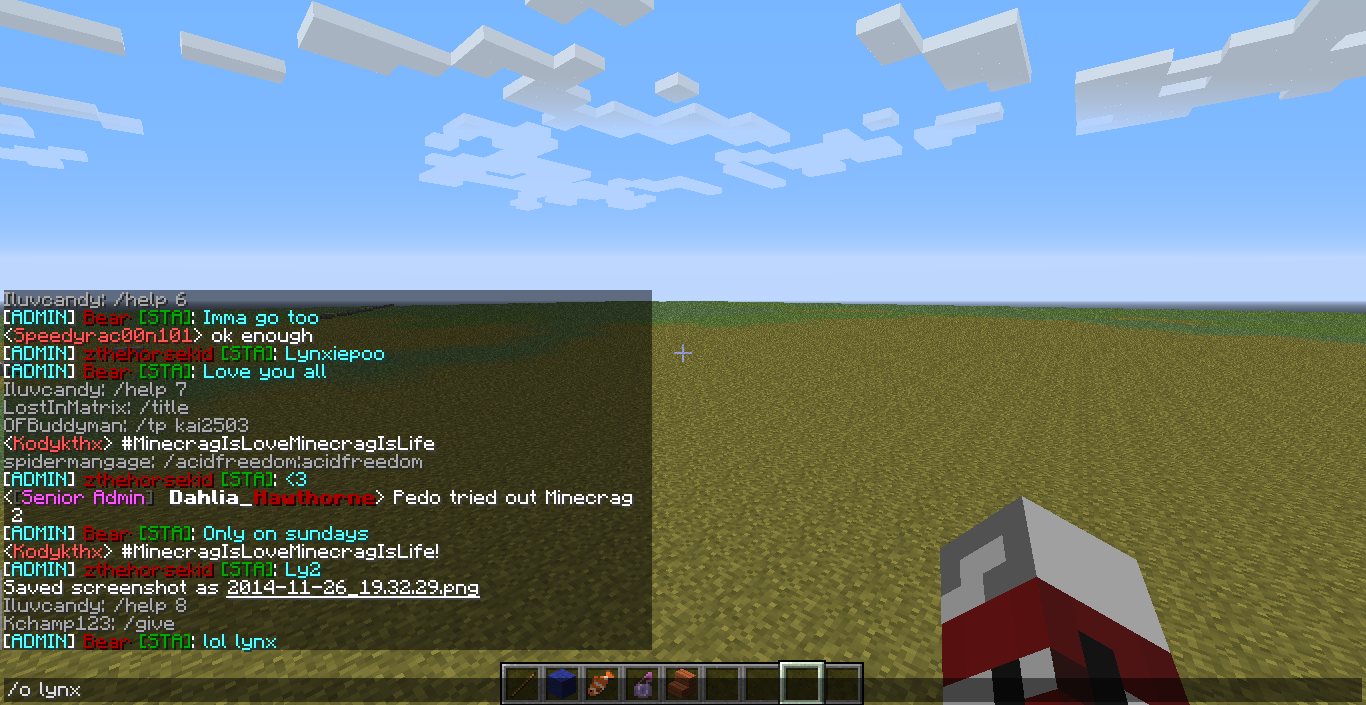 Iluvcandy: /help 6
[ADMIN] Bear [STA]: Imma go too
<Speedyrac00n101> ok enough
[ADMIN] zthehorsekid [STA]: Lynxiepoo
[ADMIN] Bear [STA]: Love you all
Iluvcandy: /help 7
LostInMatrix: /title
OFBuddyman: /tp kai2503
<Kodykthx> #MinecragIsLoveMinecragIsLife
spidermangage: /acidfreedom:acidfreedom
[ADMIN] zthehorsekid [STA]: <3
<[Senior Admin] Dahlia_Hawthorne> Pedo tried out Minecrag
2
[ADMIN] Bear [STA]: Only on sundays
<Kodykthx> #MinecragIsLoveMinecragIsLife!
[ADMIN] zthehorsekid [STA]: Ly2
Saved screenshot as 2014-11-26_19.32.29.png
Iluvcandy: /help 8
Kchamp123: /give
[ADMIN] Bear [STA]: lol lynx
/o lynx